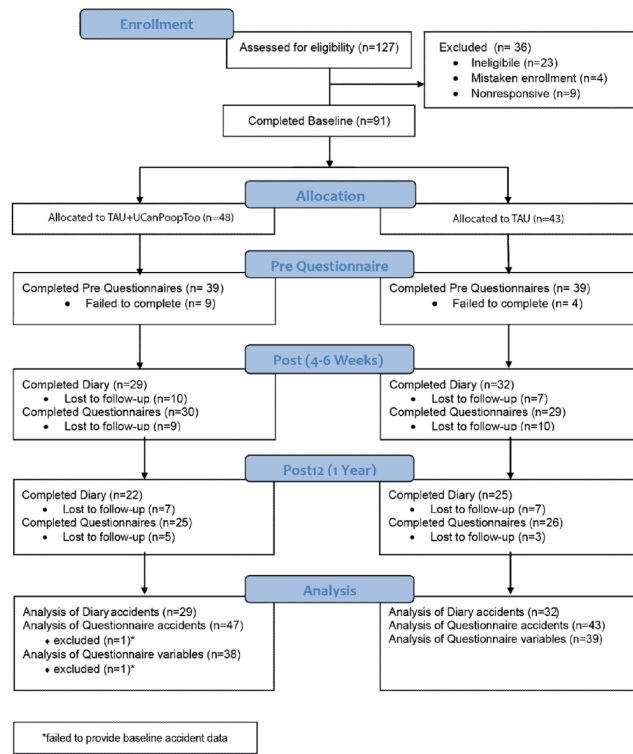 Enrollment
Assessed for eligibility (n=127)
Excluded (n= 36)
• Ineligibile (n=23)
• Mistaken enrollment (n=4)
• Nonresponsive (n=9)
Completed Baseline (n=91)
Allocation
Allocated to TAU+UCanPoopToo (n=48)
Allocated to TAU (n=43)
Pre Questionnaire
Completed Pre Questionnaires (n= 39)
• Failed to complete (n= 9)
Completed Pre Questionnaires (n= 39)
• Failed to complete (n= 4)
Post (4-6 Weeks)
Completed Diary (n=29)
• Lost to follow-up (n=10)
Completed Questionnaires (n=30)
• Lost to follow-up (n=9)
Completed Diary (n=32)
• Lost to follow-up (n=7)
Completed Questionnaires (n=29)
• Lost to follow-up (n=10)
Post12 (1 Year)
Completed Diary (n=22)
• Lost to follow-up (n=7)
Completed Questionnaires (n=25)
• Lost to follow-up (n=5)
Completed Diary (n=25)
• Lost to follow-up (n=7)
Completed Questionnaires (n=26)
• Lost to follow-up (n=3)
Analysis
Analysis of Diary accidents (n=29)
Analysis of Questionnaire accidents (n=47)
♦ excluded (n=1)*
Analysis of Questionnaire variables (n=38)
♦ excluded (n=1)*
Analysis of Diary accidents (n=32)
Analysis of Questionnaire accidents (n=43)
Analysis of Questionnaire variables (n=39)
*failed to provide baseline accident data